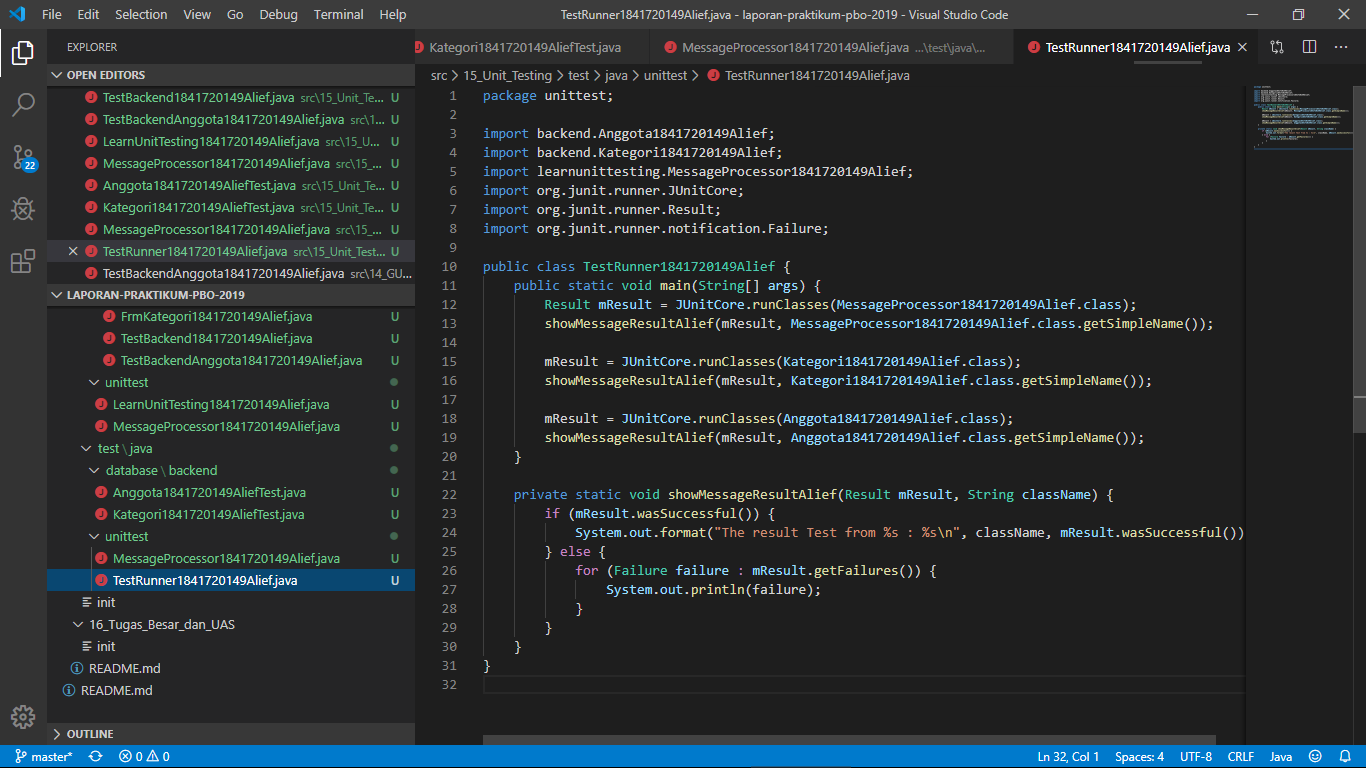 File Edit Selection View Go Debug Terminal Help
TestRunner1841720149Alief.java - laporan-praktikum-pbo-2019 - Visual Studio Code
EXPLORER
OPEN EDITORS
TestBackend1841720149Alief.java src\15_Unit_Te... U
TestBackendAnggota1841720149Alief.java src\1... U
LearnUnitTesting1841720149Alief.java src\15_U... U
MessageProcessor1841720149Alief.java src\15_... U
Anggota1841720149AliefTest.java src\15_Unit_Te... U
Kategori1841720149AliefTest.java src\15_Unit_Te... U
MessageProcessor1841720149Alief.java src\15_... U
TestRunner1841720149Alief.java src\15_Unit_Test... U
TestBackendAnggota1841720149Alief.java src\14_GU...
LAPORAN-PRAKTIKUM-PBO-2019
FrmKategori1841720149Alief.java U
TestBackend1841720149Alief.java U
TestBackendAnggota1841720149Alief.java U
unittest
LearnUnitTesting1841720149Alief.java U
MessageProcessor1841720149Alief.java U
test \ java
database \ backend
Anggota1841720149AliefTest.java U
Kategori1841720149AliefTest.java U
unittest
MessageProcessor1841720149Alief.java U
TestRunner1841720149Alief.java U
init
16_Tugas_Besar_dan_UAS
init
README.md
README.md
OUTLINE
22
Kategori1841720149AliefTest.java
MessageProcessor1841720149Alief.java ...\test\java\...
TestRunner1841720149Alief.java
src > 15_Unit_Testing > test > java > unittest > TestRunner1841720149Alief.java
1 package unittest;
2
3 import backend.Anggota1841720149Alief;
4 import backend.Kategori1841720149Alief;
5 import learnunittesting.MessageProcessor1841720149Alief;
6 import org.junit.runner.JUnitCore;
7 import org.junit.runner.Result;
8 import org.junit.runner.notification.Failure;
9
10 public class TestRunner1841720149Alief {
11 public static void main(String[] args) {
12 Result mResult = JUnitCore.runClasses(MessageProcessor1841720149Alief.class);
13 showMessageResultAlief(mResult, MessageProcessor1841720149Alief.class.getSimpleName());
14
15 mResult = JUnitCore.runClasses(Kategori1841720149Alief.class);
16 showMessageResultAlief(mResult, Kategori1841720149Alief.class.getSimpleName());
17
18 mResult = JUnitCore.runClasses(Anggota1841720149Alief.class);
19 showMessageResultAlief(mResult, Anggota1841720149Alief.class.getSimpleName());
20 }
21
22 private static void showMessageResultAlief(Result mResult, String className) {
23 if (mResult.wasSuccessful()) {
24 System.out.format("The result Test from %s : %s\n", className, mResult.wasSuccessful())
25 } else {
26 for (Failure failure : mResult.getFailures()) {
27 System.out.println(failure);
28 }
29 }
30 }
31 }
32
master* 0 0 Ln 32, Col 1 Spaces: 4 UTF-8 CRLF Java